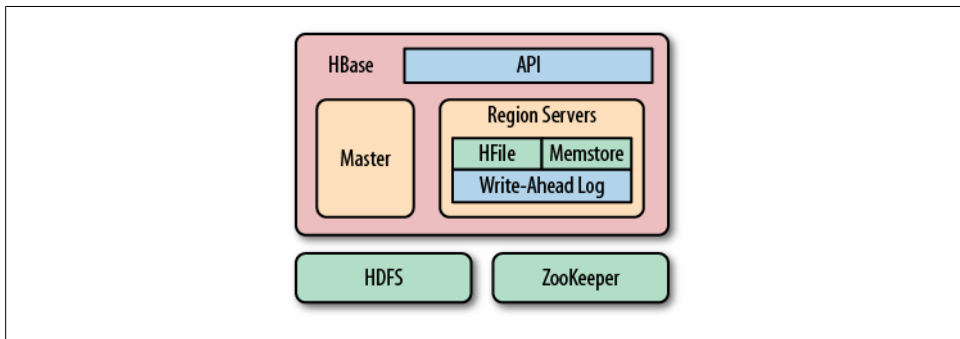 HBase API
Master
Region Servers
HFile Memstore
Write-Ahead Log
HDFS ZooKeeper